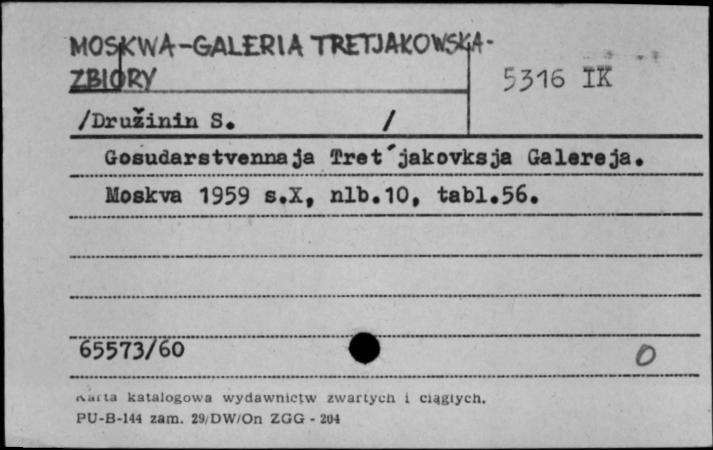 MOSKWA-GALERIA TRETJAKOWSKA-
ZBIORY
5316 IK
/Družinin S. /
Gosudarstvennaja Tret´jakovksja Galereja.
Moskva 1959 s.X, nlb.10, tabl.56.
65573/60
0
Karta katalogowa wydawnictw zwartych i ciągłych.
PU-B-144 zam. 29/DW/On ZGG - 204